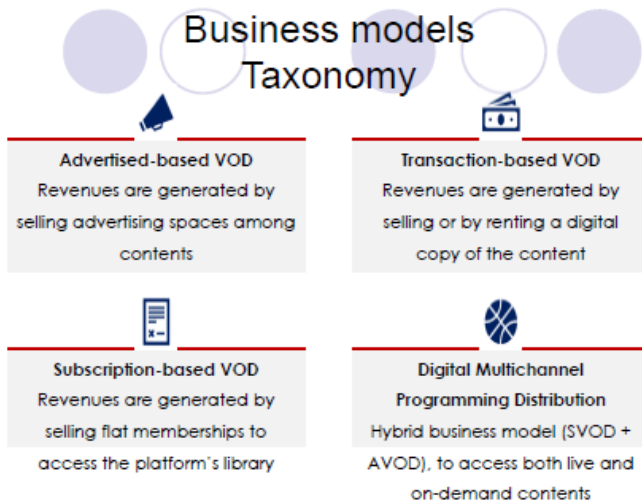 Business models
Taxonomy
Advertised-based VOD
Revenues are generated by
selling advertising spaces among
contents
Transaction-based VOD
Revenues are generated by
selling or by renting a digital
copy of the content
Subscription-based VOD
Revenues are generated by
selling flat memberships to
access the platform's library
Digital Multichannel
Programming Distribution
Hybrid business model (SVOD +
AVOD), to access both live and
on-demand contents